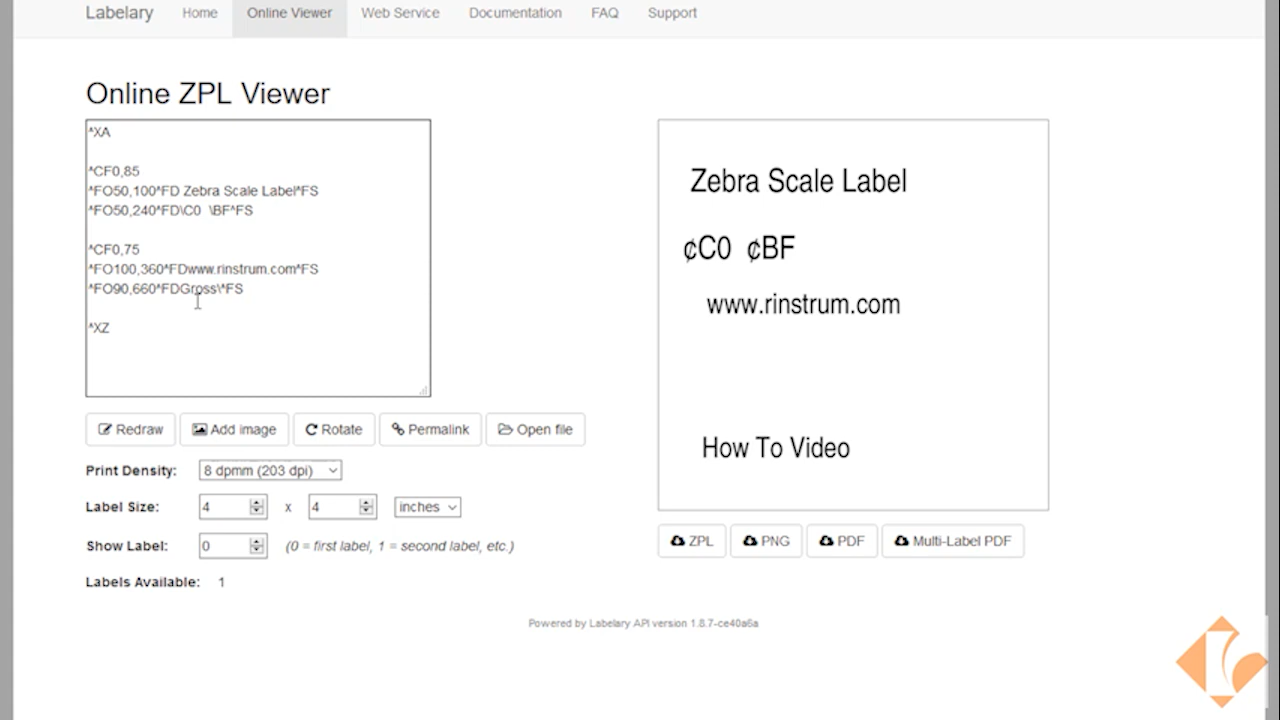 Labelary Home Online Viewer Web Service Documentation FAQ Support
Online ZPL Viewer
^XA
^CF0,85
^FO50,100^FD Zebra Scale Label^FS
^FO50,240^FD\C0  \BF^FS
^CF0,75
^FO100,360^FDwww.rinstrum.com^FS
^FO90,660^FDGross\^FS
^XZ
Redraw Add image Rotate Permalink Open file
Print Density: 8 dpmm (203 dpi)
Label Size: 4 x 4 inches
Show Label: 0 (0 = first label, 1 = second label, etc.)
Labels Available: 1
Zebra Scale Label
¢C0  ¢BF
www.rinstrum.com
How To Video
ZPL PNG PDF Multi-Label PDF
Powered by Labelary API version 1.8.7-ce40a6a